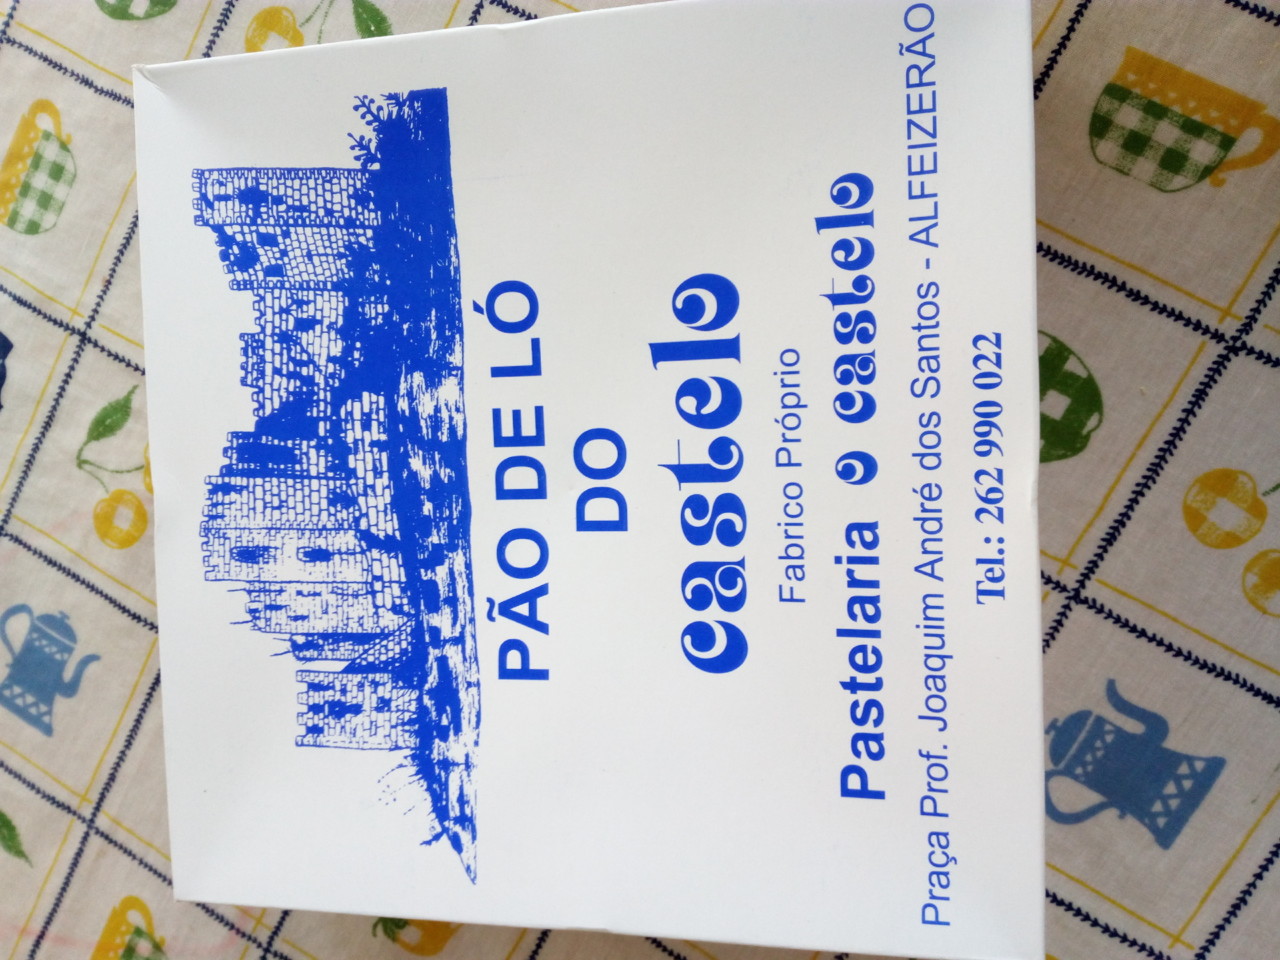 PÃO DE LÓ
DO
castelo
Fabrico Próprio
Pastelaria o castelo
Praça Prof. Joaquim André dos Santos - ALFEIZERÃO
Tel.: 262 990 022